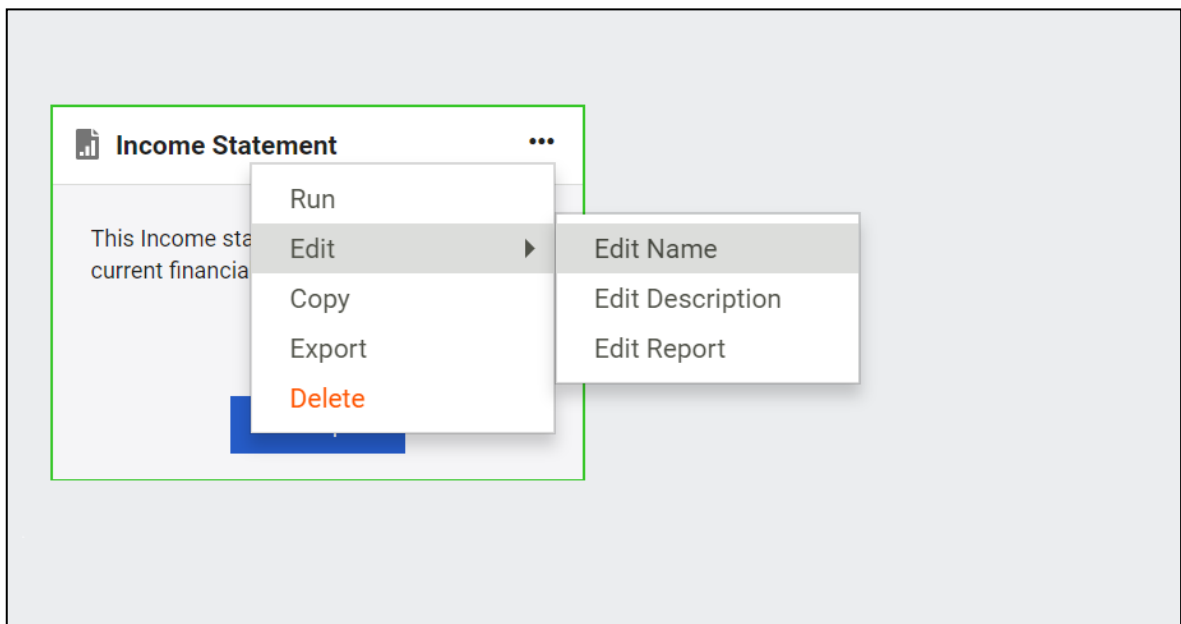 Income Statement
•••
Run
This Income sta
Edit
Edit Name
current financia
Copy
Edit Description
Export
Edit Report
Delete